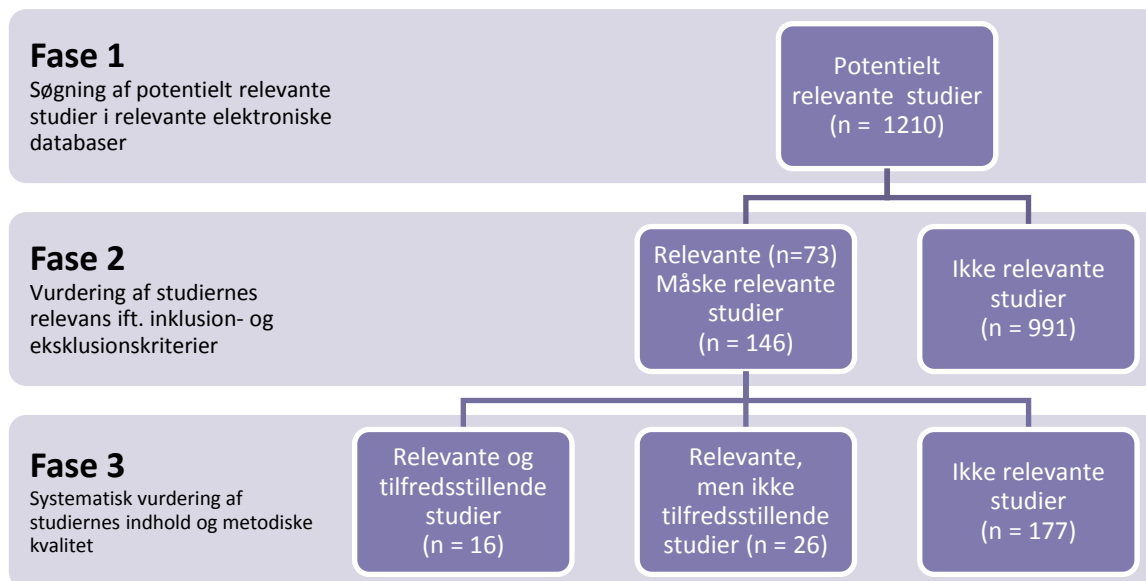 Fase 1
Søgning af potentielt relevante
studier i relevante elektroniske
databaser
Potentielt
relevante studier
(n = 1210)
Fase 2
Vurdering af studiernes
relevans ift. inklusion- og
eksklusionskriterier
Relevante (n=73)
Måske relevante
studier
(n = 146)
Ikke relevante
studier
(n = 991)
Fase 3
Systematisk vurdering af
studiernes indhold og metodiske
kvalitet
Relevante og
tilfredsstillende
studier
(n = 16)
Relevante,
men ikke
tilfredsstillende
studier (n = 26)
Ikke relevante
studier
(n = 177)